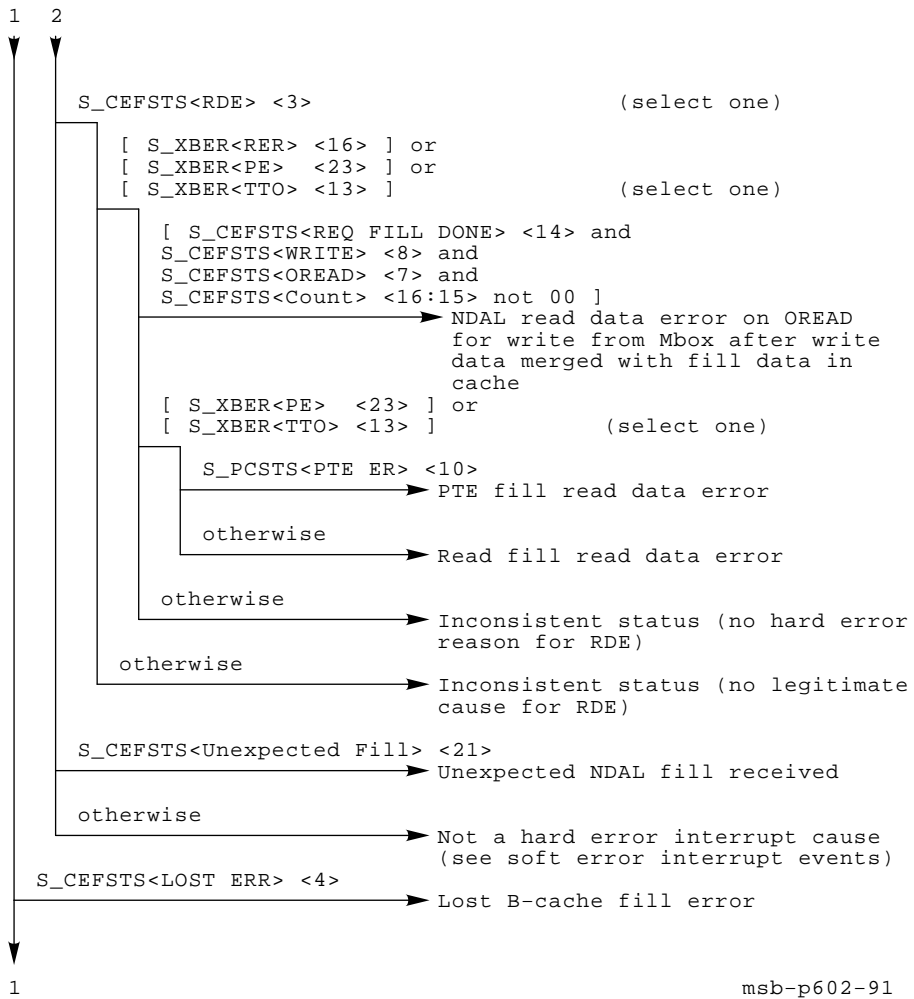 1 2
S_CEFSTS<RDE> <3> (select one)
[ S_XBER<RER> <16> ] or
[ S_XBER<PE> <23> ] or
[ S_XBER<TTO> <13> ] (select one)
[ S_CEFSTS<REQ FILL DONE> <14> and
S_CEFSTS<WRITE> <8> and
S_CEFSTS<OREAD> <7> and
S_CEFSTS<Count> <16:15> not 00 ]
NDAL read data error on OREAD
for write from Mbox after write
data merged with fill data in
cache
[ S_XBER<PE> <23> ] or
[ S_XBER<TTO> <13> ] (select one)
S_PCSTS<PTE ER> <10>
PTE fill read data error
otherwise
Read fill read data error
otherwise
Inconsistent status (no hard error
reason for RDE)
otherwise
Inconsistent status (no legitimate
cause for RDE)
S_CEFSTS<Unexpected Fill> <21>
Unexpected NDAL fill received
otherwise
Not a hard error interrupt cause
(see soft error interrupt events)
S_CEFSTS<LOST ERR> <4>
Lost B-cache fill error
1 msb-p602-91